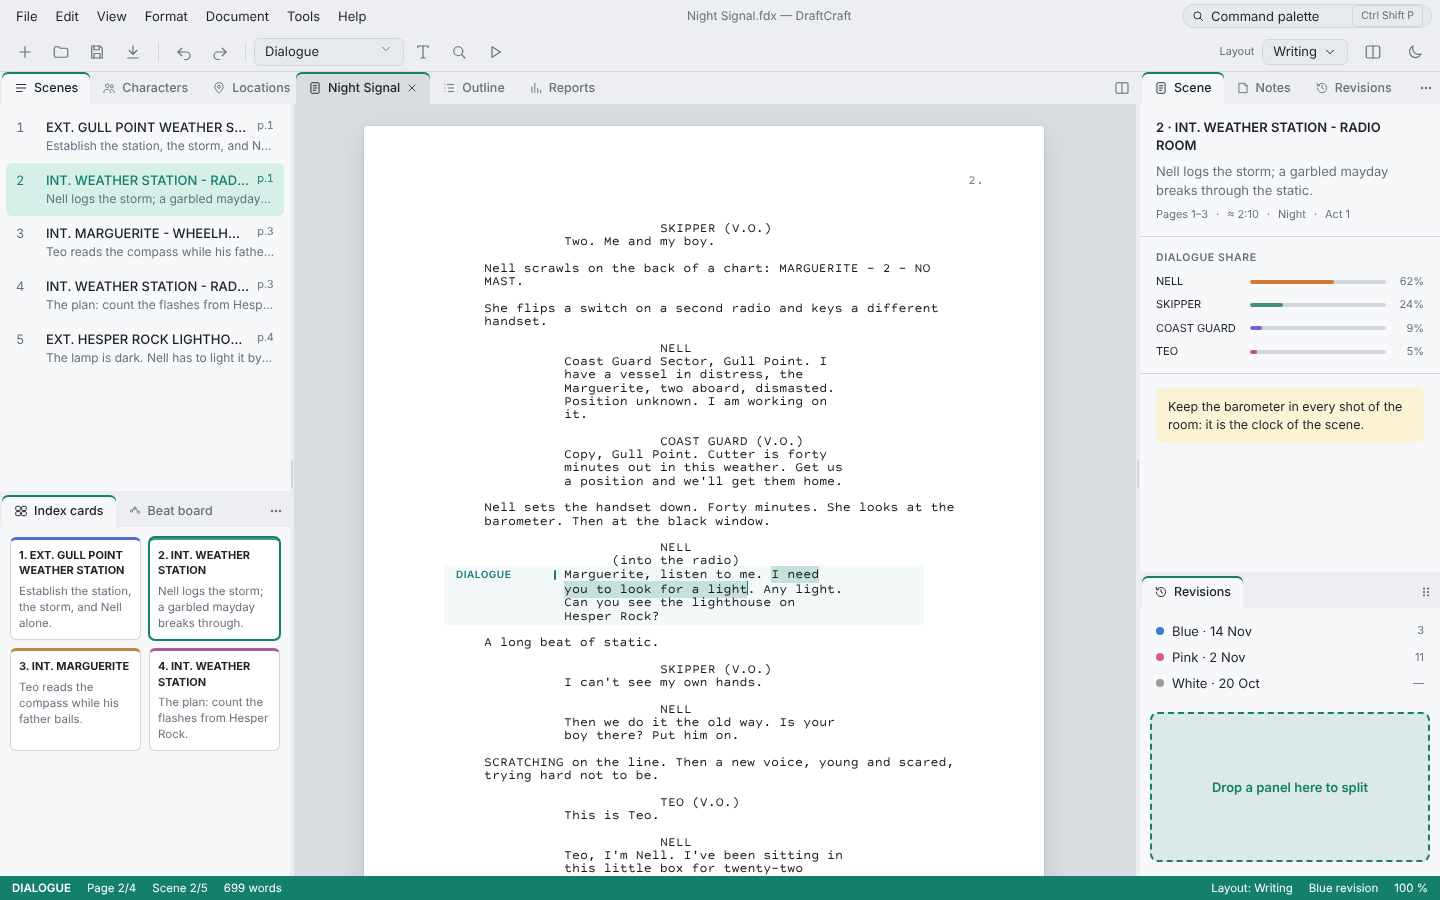 File Edit View Format Document Tools Help
Night Signal.fdx — DraftCraft
Command palette Ctrl Shift P
Dialogue
Layout Writing
Scenes Characters Locations
1 EXT. GULL POINT WEATHER S... p.1
Establish the station, the storm, and N...
2 INT. WEATHER STATION - RAD... p.1
Nell logs the storm; a garbled mayday...
3 INT. MARGUERITE - WHEELH... p.3
Teo reads the compass while his fathe...
4 INT. WEATHER STATION - RAD... p.3
The plan: count the flashes from Hesp...
5 EXT. HESPER ROCK LIGHTHO... p.4
The lamp is dark. Nell has to light it by...
Index cards Beat board
1. EXT. GULL POINT
WEATHER STATION
Establish the station,
the storm, and Nell
alone.
2. INT. WEATHER
STATION
Nell logs the storm;
a garbled mayday
breaks through.
3. INT. MARGUERITE
Teo reads the
compass while his
father bails.
4. INT. WEATHER
STATION
The plan: count the
flashes from Hesper
Rock.
Night Signal Outline Reports
2.
SKIPPER (V.O.)
Two. Me and my boy.
Nell scrawls on the back of a chart: MARGUERITE - 2 - NO
MAST.
She flips a switch on a second radio and keys a different
handset.
NELL
Coast Guard Sector, Gull Point. I
have a vessel in distress, the
Marguerite, two aboard, dismasted.
Position unknown. I am working on
it.
COAST GUARD (V.O.)
Copy, Gull Point. Cutter is forty
minutes out in this weather. Get us
a position and we'll get them home.
Nell sets the handset down. Forty minutes. She looks at the
barometer. Then at the black window.
NELL
(into the radio)
DIALOGUE Marguerite, listen to me. I need
you to look for a light. Any light.
Can you see the lighthouse on
Hesper Rock?
A long beat of static.
SKIPPER (V.O.)
I can't see my own hands.
NELL
Then we do it the old way. Is your
boy there? Put him on.
SCRATCHING on the line. Then a new voice, young and scared,
trying hard not to be.
TEO (V.O.)
This is Teo.
NELL
Teo, I'm Nell. I've been sitting in
this little box for twenty-two
Scene Notes Revisions
2 · INT. WEATHER STATION - RADIO
ROOM
Nell logs the storm; a garbled mayday
breaks through the static.
Pages 1–3 · ≈ 2:10 · Night · Act 1
DIALOGUE SHARE
NELL 62%
SKIPPER 24%
COAST GUARD 9%
TEO 5%
Keep the barometer in every shot of the
room: it is the clock of the scene.
Revisions
Blue · 14 Nov 3
Pink · 2 Nov 11
White · 20 Oct —
Drop a panel here to split
DIALOGUE Page 2/4 Scene 2/5 699 words
Layout: Writing Blue revision 100 %